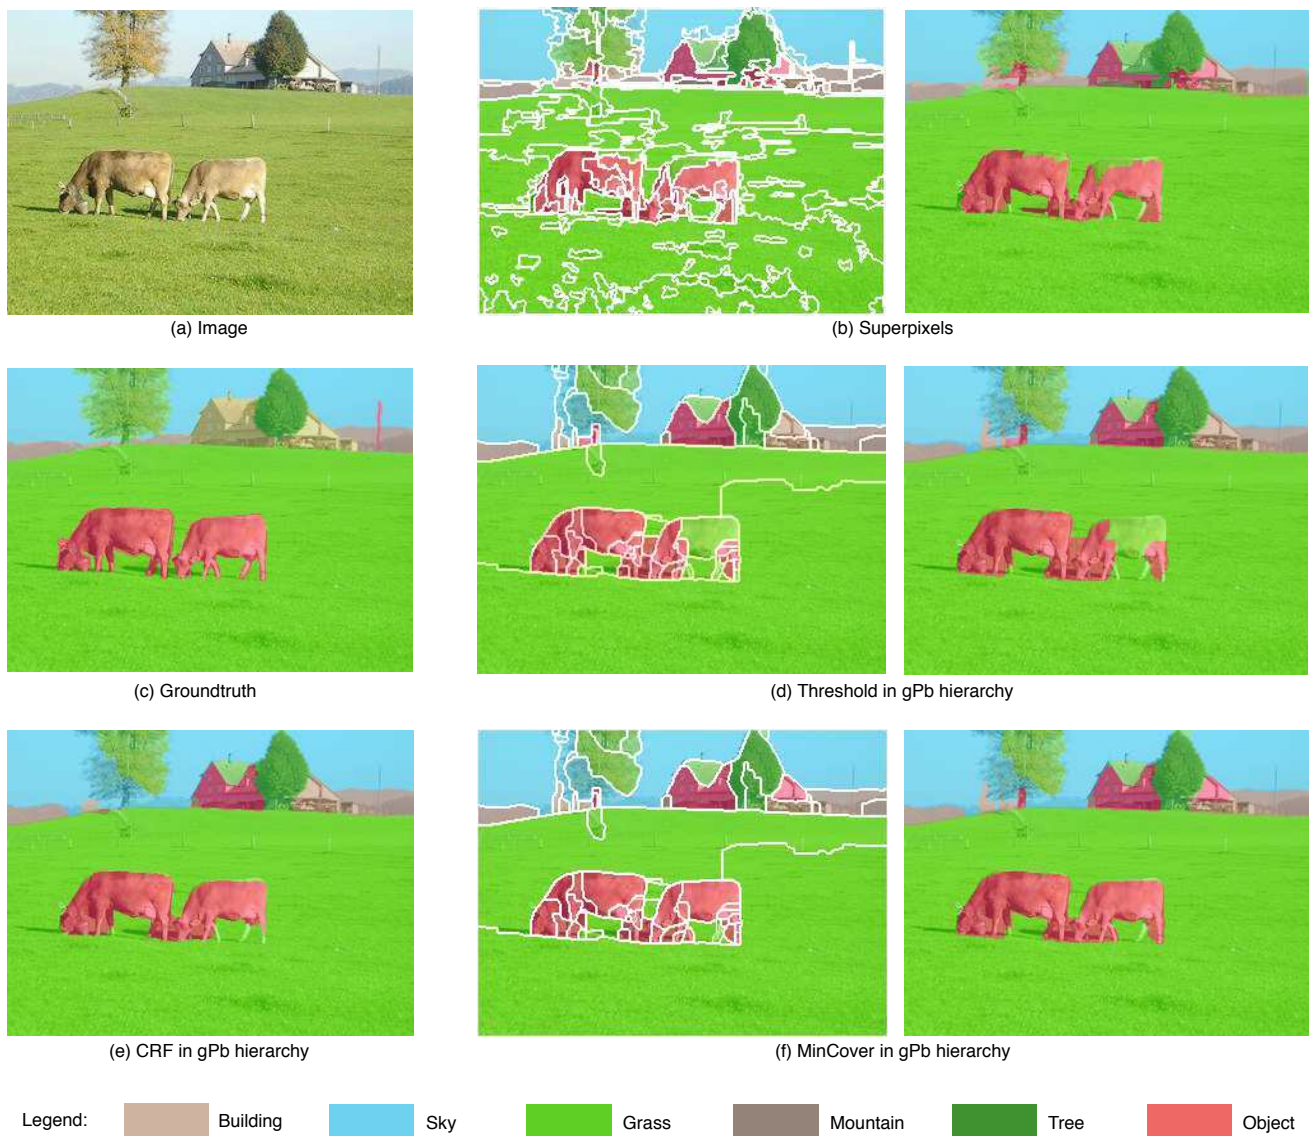 (a) Image
(b) Superpixels
(c) Groundtruth
(d) Threshold in gPb hierarchy
(e) CRF in gPb hierarchy
(f) MinCover in gPb hierarchy
Legend: Building Sky Grass Mountain Tree Object